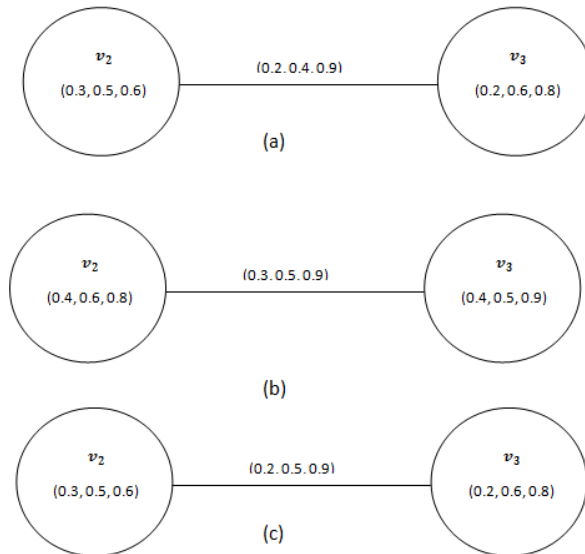 v₂ (0.2, 0.4, 0.9) v₃
(0.3, 0.5, 0.6) (0.2, 0.6, 0.8)
(a)
v₂ (0.3, 0.5, 0.9) v₃
(0.4, 0.6, 0.8) (0.4, 0.5, 0.9)
(b)
v₂ (0.2, 0.5, 0.9) v₃
(0.3, 0.5, 0.6) (0.2, 0.6, 0.8)
(c)